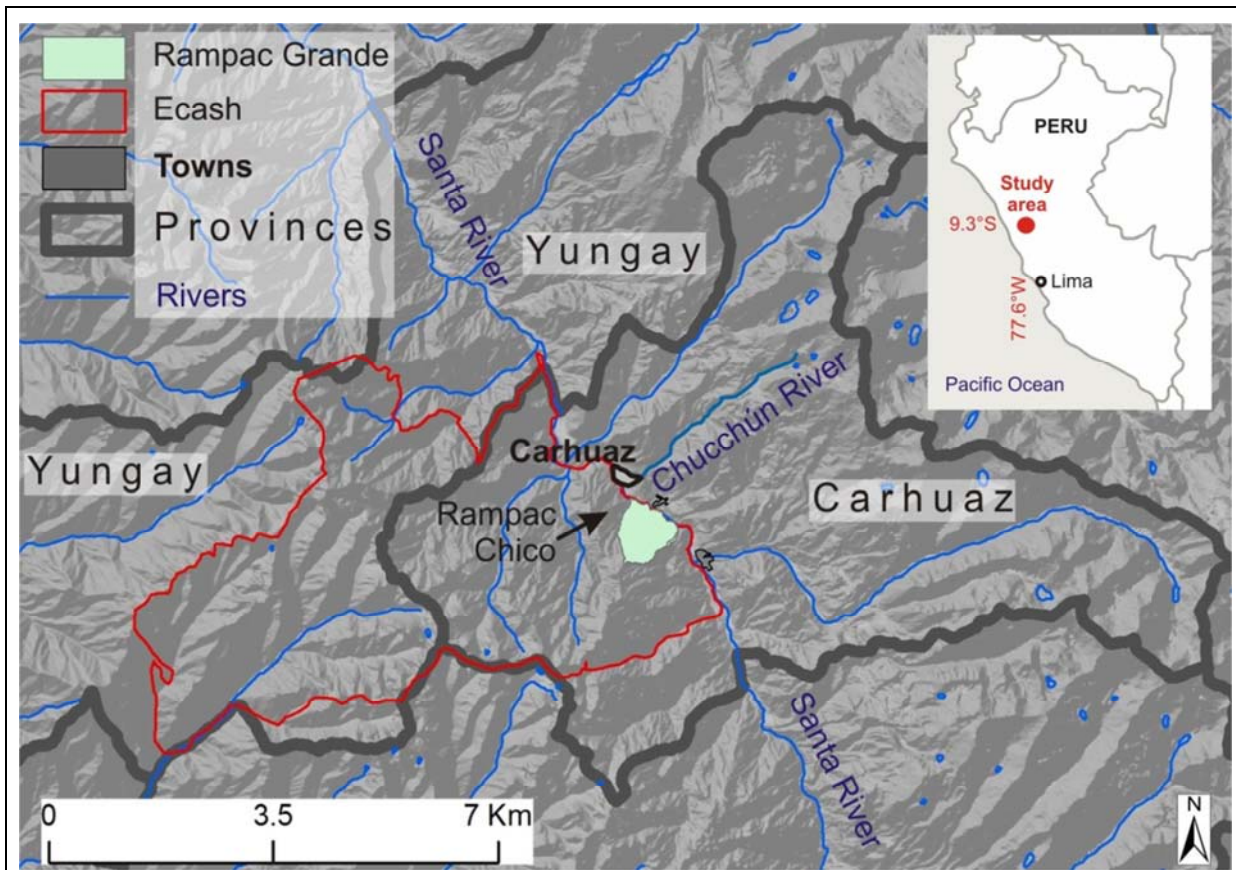 Rampac Grande
Ecash
Towns
Provinces
Rivers
Santa River
Yungay
PERU
Study
area
9.3°S
77.6°W
Lima
Pacific Ocean
Chucchún River
Carhuaz
Yungay
Rampac
Chico
Carhuaz
Santa River
0 3.5 7 Km
N